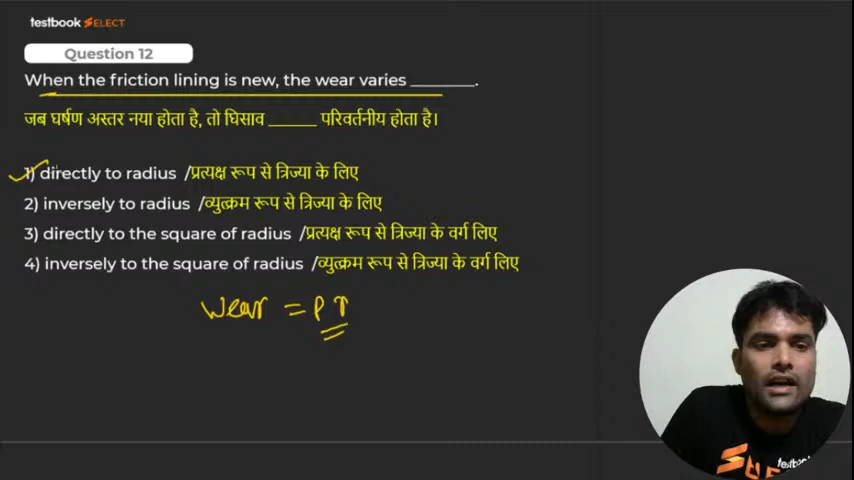 testbook SELECT
Question 12
When the friction lining is new, the wear varies ________.
जब घर्षण अस्तर नया होता है, तो घिसाव ______ परिवर्तनीय होता है।
1) directly to radius /प्रत्यक्ष रूप से त्रिज्या के लिए
2) inversely to radius /व्युत्क्रम रूप से त्रिज्या के लिए
3) directly to the square of radius /प्रत्यक्ष रूप से त्रिज्या के वर्ग लिए
4) inversely to the square of radius /व्युत्क्रम रूप से त्रिज्या के वर्ग लिए
Wear = P r
testbook